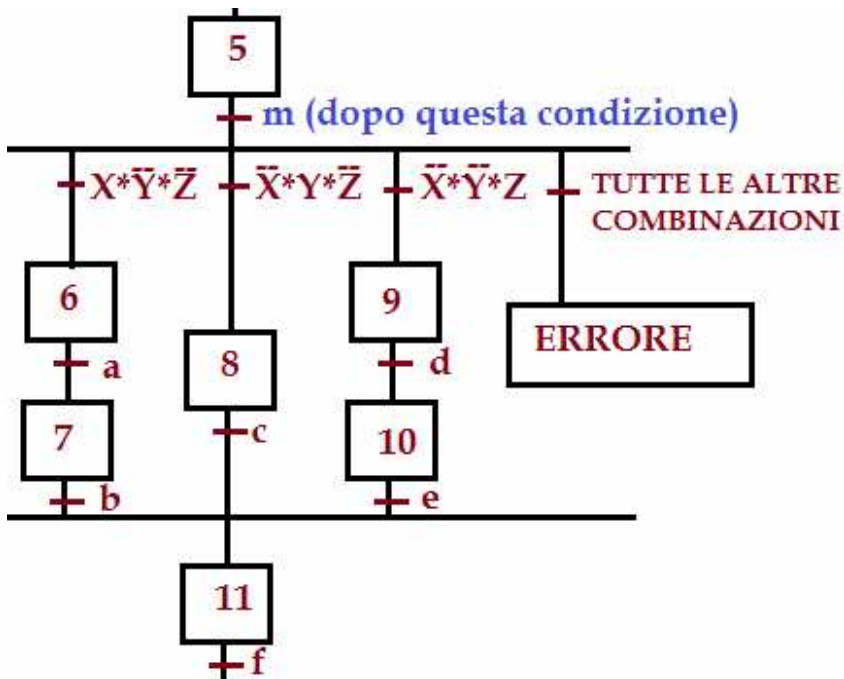 5
m (dopo questa condizione)
X*Ȳ*Z̄
X̄*Y*Z̄
X̄*Ȳ*Z
TUTTE LE ALTRE
COMBINAZIONI
6
8
9
ERRORE
a
d
7
c
10
b
e
11
f